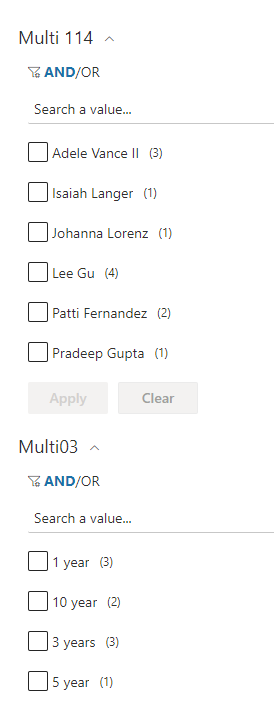 Multi 114
AND/OR
Search a value...
Adele Vance II (3)
Isaiah Langer (1)
Johanna Lorenz (1)
Lee Gu (4)
Patti Fernandez (2)
Pradeep Gupta (1)
Apply Clear
Multi03
AND/OR
Search a value...
1 year (3)
10 year (2)
3 years (3)
5 year (1)